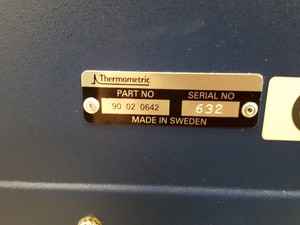 Thermometric
PART NO SERIAL NO
90 02 0642 632
MADE IN SWEDEN